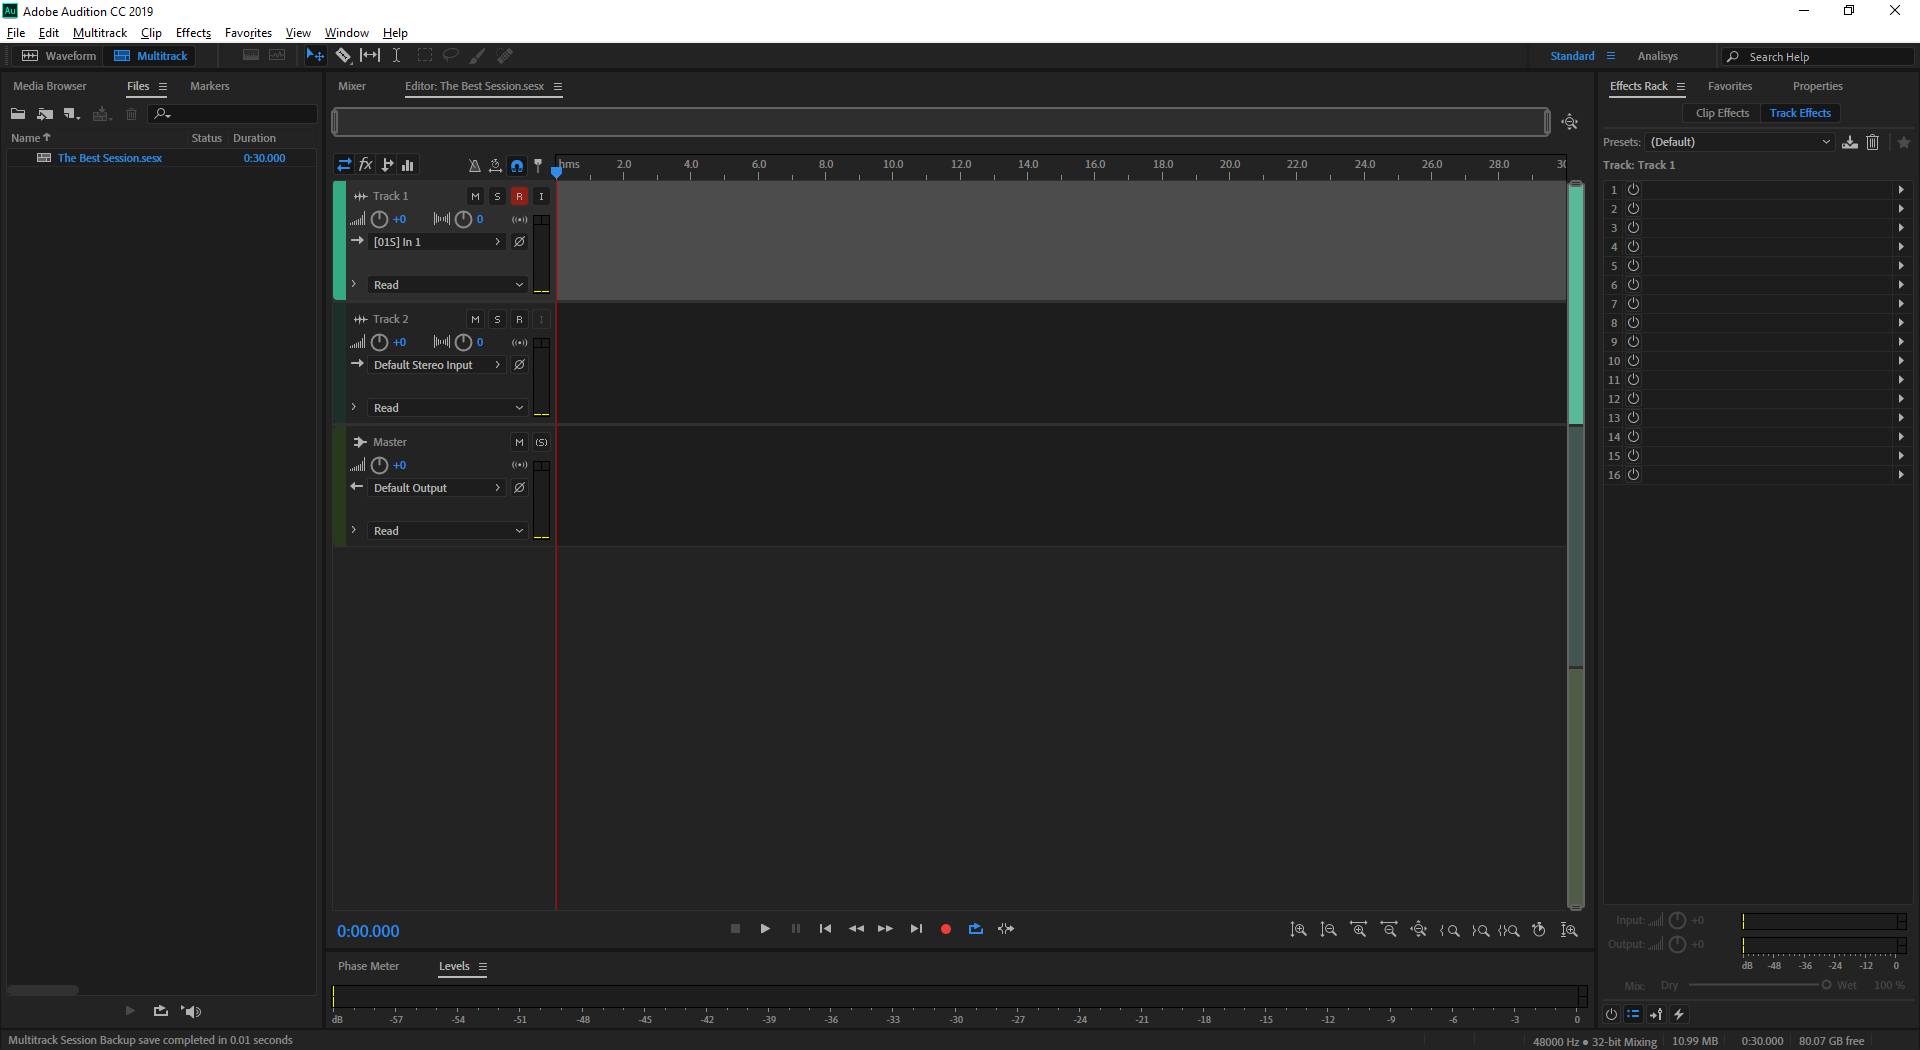 Au Adobe Audition CC 2019
File Edit Multitrack Clip Effects Favorites View Window Help
Waveform Multitrack Standard Analisys Search Help
Media Browser Files Markers
Name Status Duration
The Best Session.sesx 0:30.000
Mixer Editor: The Best Session.sesx
fx hms 2.0 4.0 6.0 8.0 10.0 12.0 14.0 16.0 18.0 20.0 22.0 24.0 26.0 28.0 30
Track 1 M S R I
+0 0
[01S] In 1
Read
Track 2 M S R I
+0 0
Default Stereo Input
Read
Master M (S)
+0
Default Output
Read
0:00.000
Phase Meter Levels
dB -57 -54 -51 -48 -45 -42 -39 -36 -33 -30 -27 -24 -21 -18 -15 -12 -9 -6 -3 0
Effects Rack Favorites Properties
Clip Effects Track Effects
Presets: (Default)
Track: Track 1
1
2
3
4
5
6
7
8
9
10
11
12
13
14
15
16
Input: +0
Output: +0
dB -48 -36 -24 -12 0
Mix: Dry Wet 100 %
Multitrack Session Backup save completed in 0.01 seconds
48000 Hz ● 32-bit Mixing 10.99 MB 0:30.000 80.07 GB free